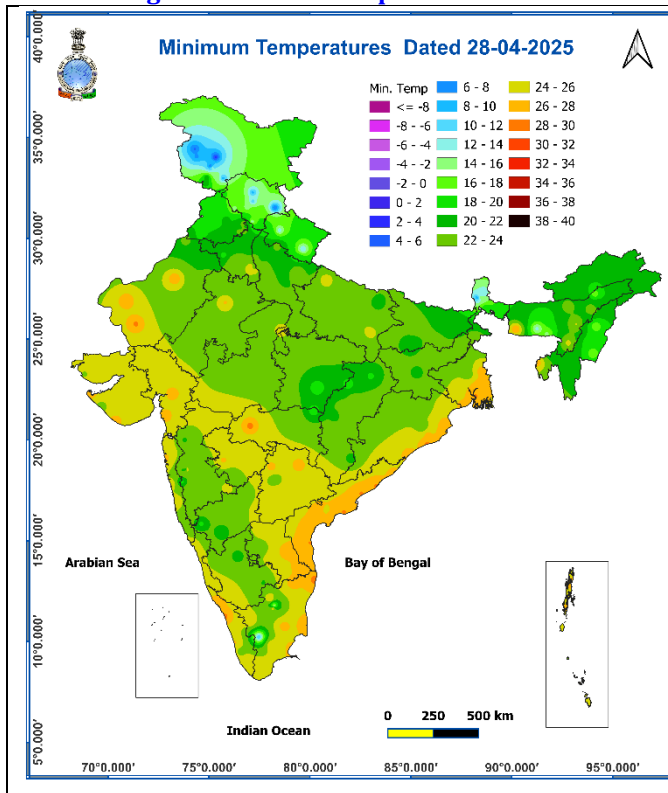 Minimum Temperatures Dated 28-04-2025
Min. Temp
<= -8
-8 - -6
-6 - -4
-4 - -2
-2 - 0
0 - 2
2 - 4
4 - 6
6 - 8
8 - 10
10 - 12
12 - 14
14 - 16
16 - 18
18 - 20
20 - 22
22 - 24
24 - 26
26 - 28
28 - 30
30 - 32
32 - 34
34 - 36
36 - 38
38 - 40
40°0.000'
35°0.000'
30°0.000'
25°0.000'
20°0.000'
15°0.000'
10°0.000'
5°0.000'
Arabian Sea
Bay of Bengal
Indian Ocean
0 250 500 km
70°0.000' 75°0.000' 80°0.000' 85°0.000' 90°0.000' 95°0.000'